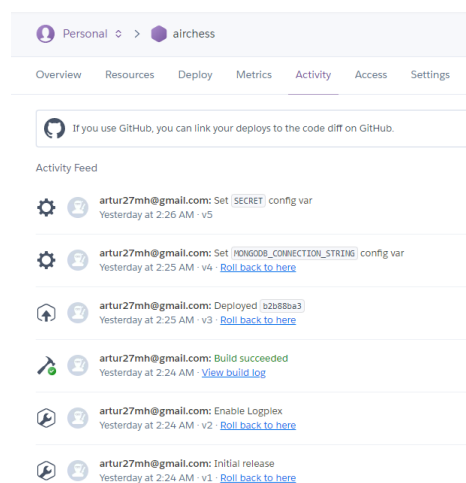 Personal > airchess
Overview Resources Deploy Metrics Activity Access Settings
If you use GitHub, you can link your deploys to the code diff on GitHub.
Activity Feed
artur27mh@gmail.com: Set SECRET config var
Yesterday at 2:26 AM · v5
artur27mh@gmail.com: Set MONGODB_CONNECTION_STRING config var
Yesterday at 2:25 AM · v4 · Roll back to here
artur27mh@gmail.com: Deployed b2b88ba3
Yesterday at 2:25 AM · v3 · Roll back to here
artur27mh@gmail.com: Build succeeded
Yesterday at 2:24 AM · View build log
artur27mh@gmail.com: Enable Logplex
Yesterday at 2:24 AM · v2 · Roll back to here
artur27mh@gmail.com: Initial release
Yesterday at 2:24 AM · v1 · Roll back to here